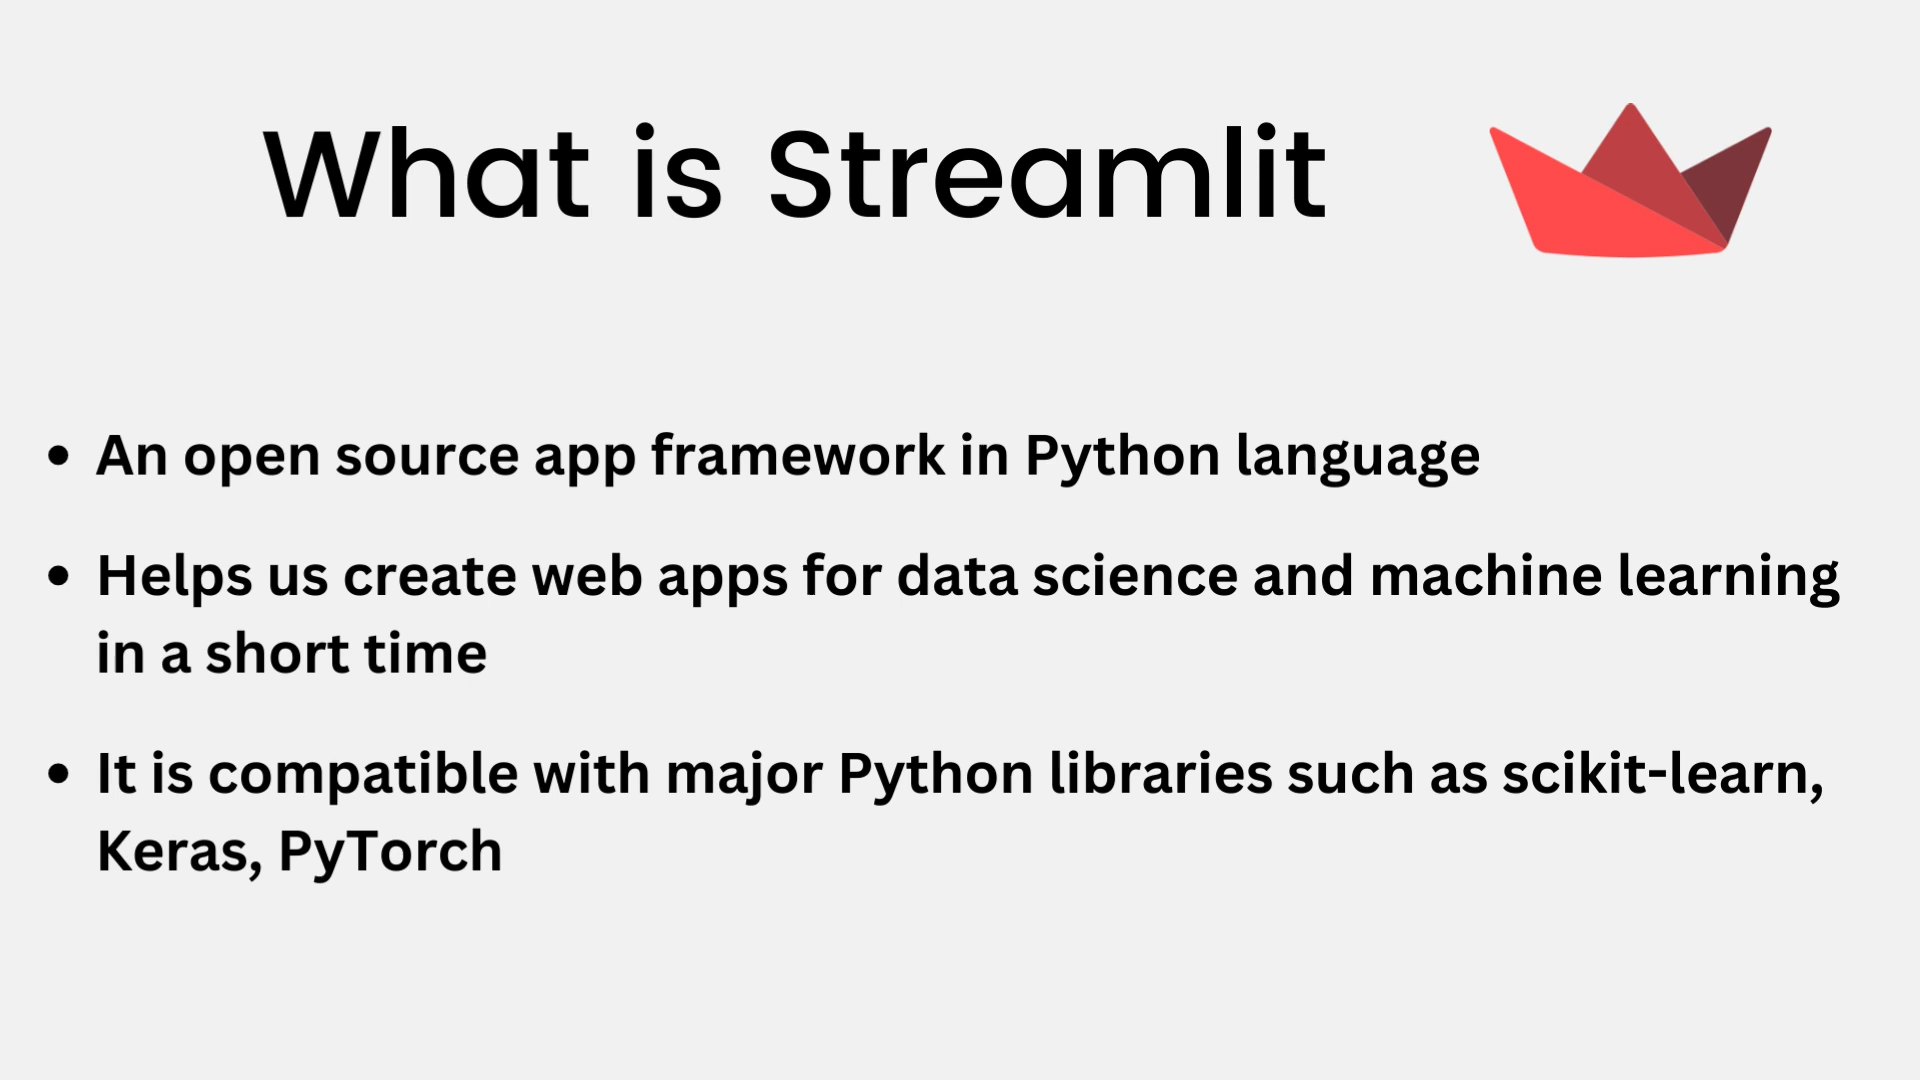 What is Streamlit
• An open source app framework in Python language
• Helps us create web apps for data science and machine learning
in a short time
• It is compatible with major Python libraries such as scikit-learn,
Keras, PyTorch